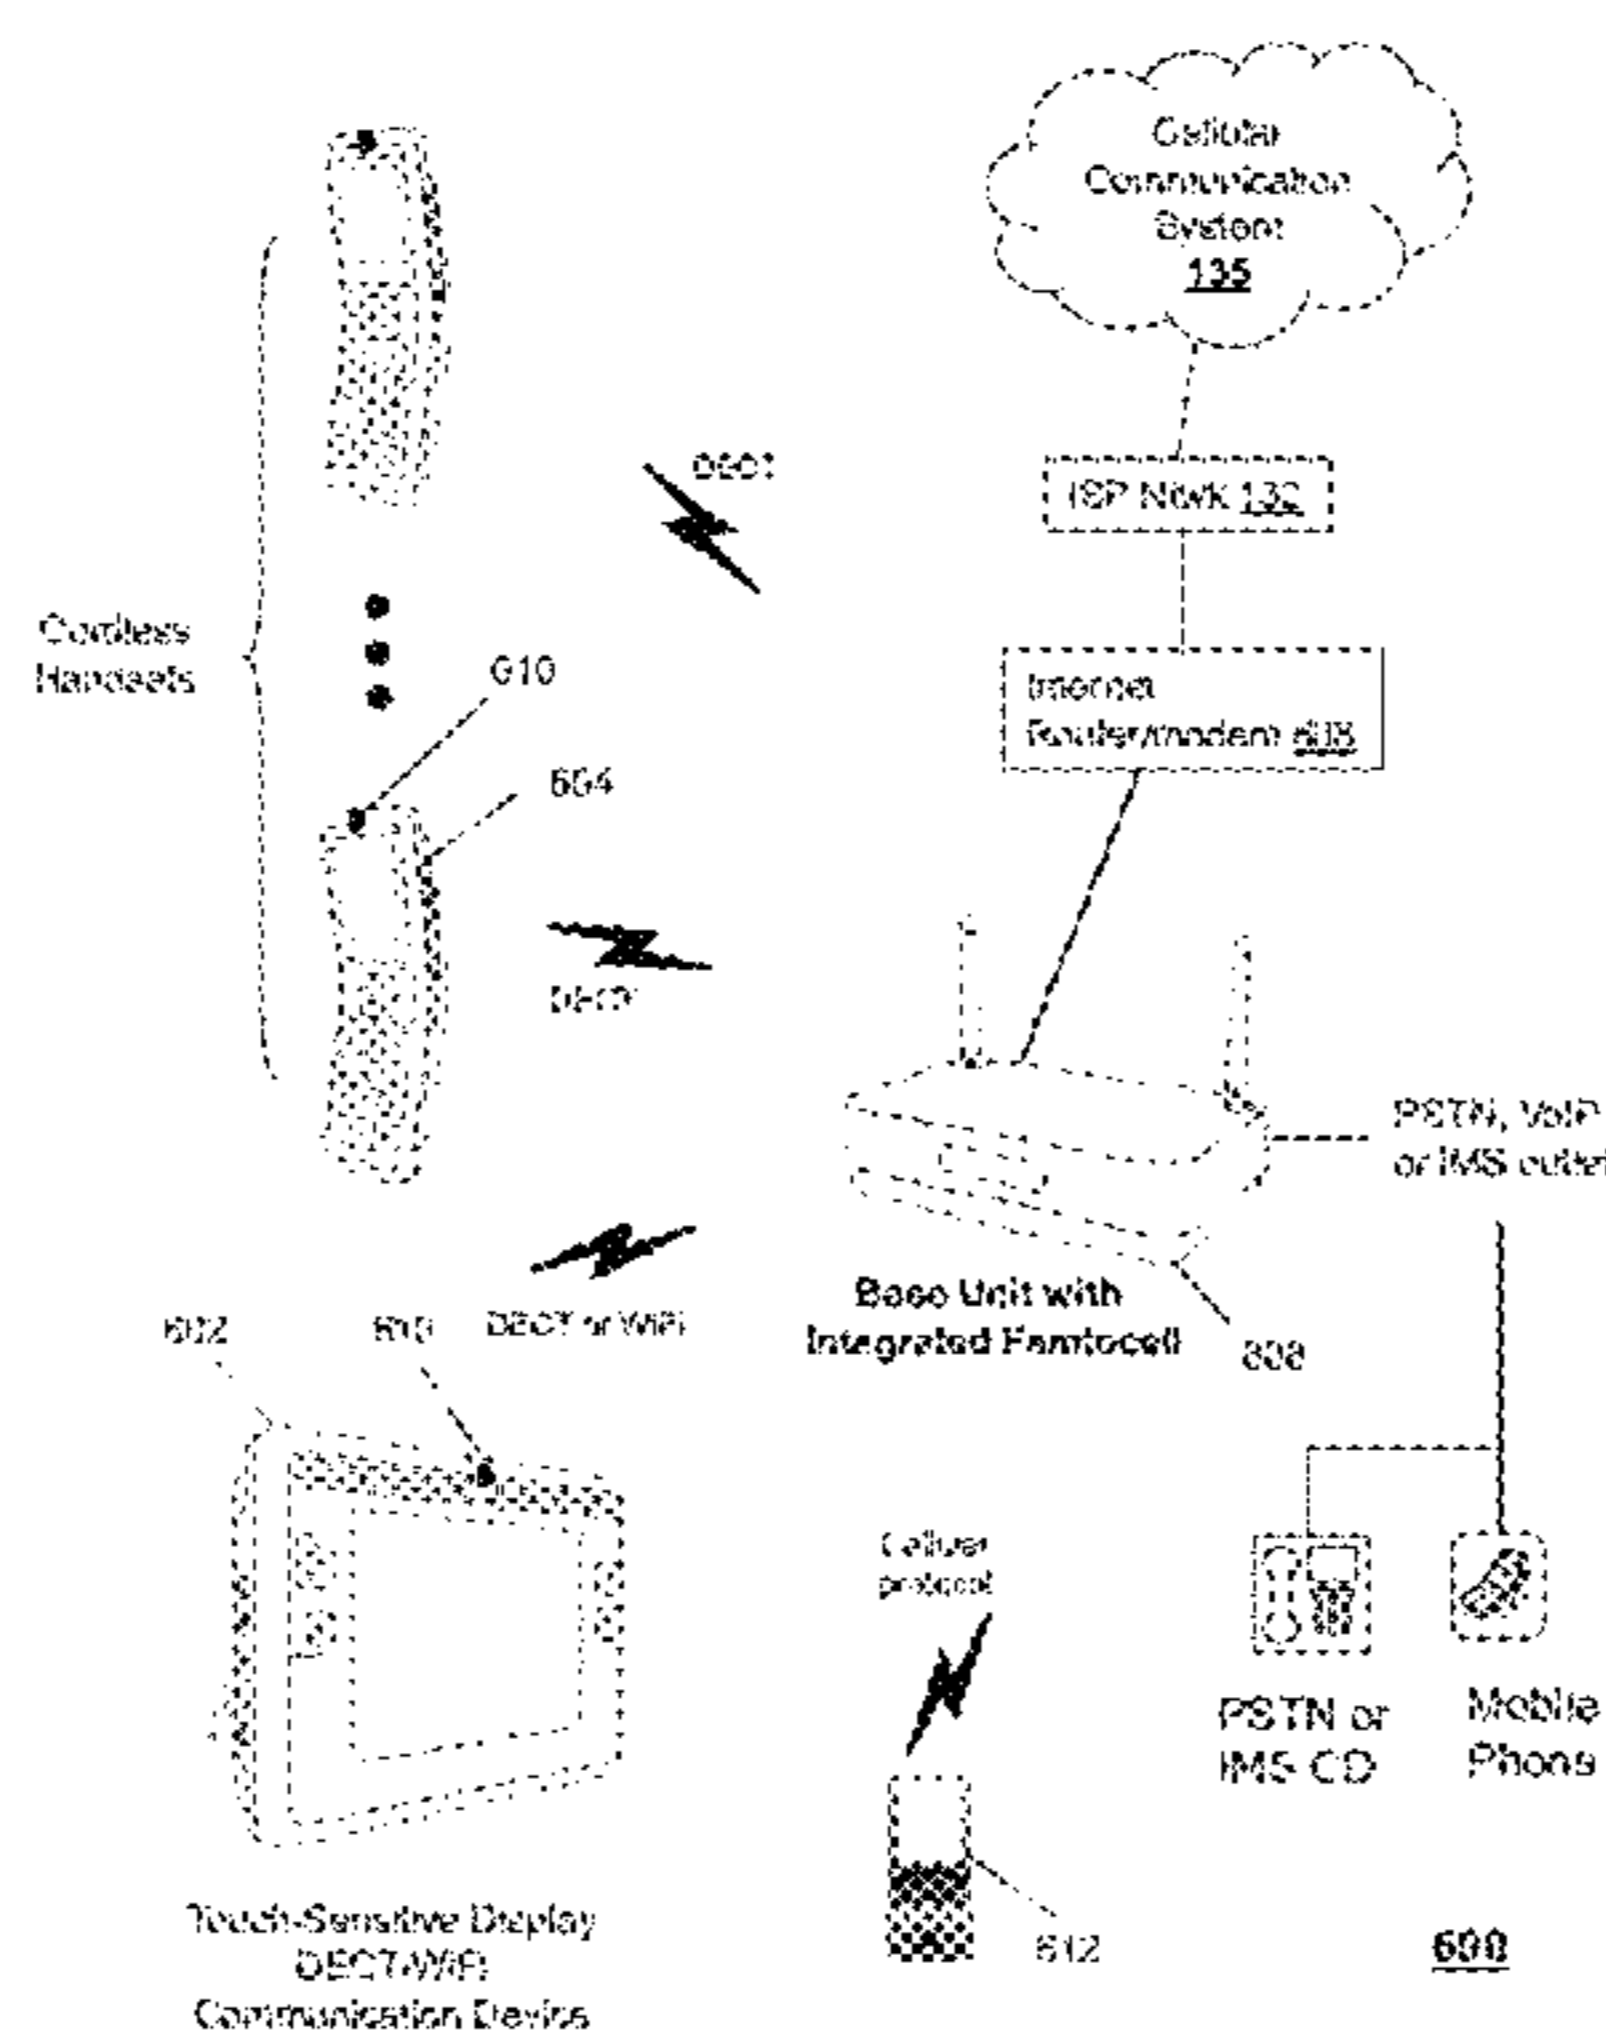 Cellular
Communication
System
135
DECT
ISP Ntwk 132
Cordless
Handsets
610
Internet
Router/modem 608
604
DECT
PSTN, VoIP
or IMS outlet
Base Unit with
Integrated Femtocell
602
610
DECT or WiFi
Cellular
protocol
PSTN or
IMS CD
Mobile
Phone
Touch-Sensitive Display
DECT/WiFi
Communication Device
612
600